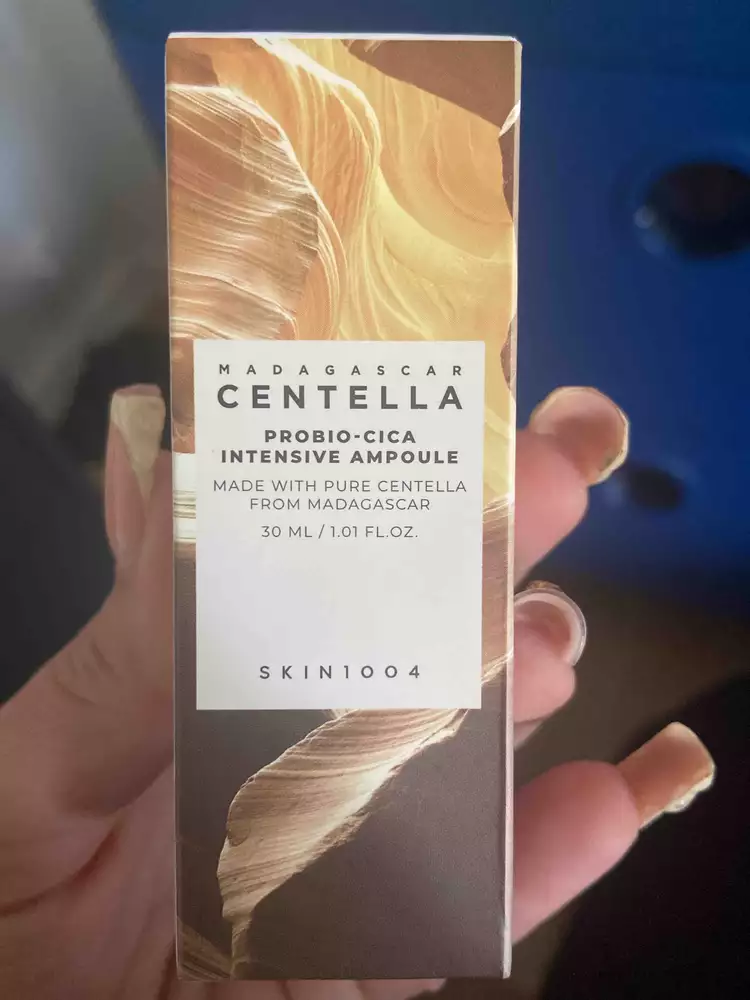 MADAGASCAR
CENTELLA
PROBIO-CICA
INTENSIVE AMPOULE
MADE WITH PURE CENTELLA
FROM MADAGASCAR
30 ML / 1.01 FL.OZ.
SKIN1004